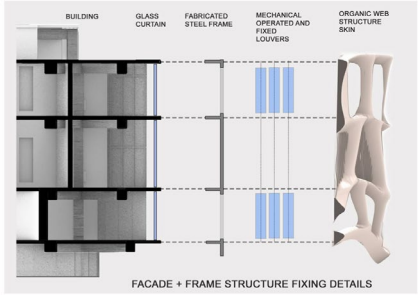 BUILDING
GLASS
CURTAIN
FABRICATED
STEEL FRAME
MECHANICAL
OPERATED AND
FIXED
LOUVERS
ORGANIC WEB
STRUCTURE
SKIN
FACADE + FRAME STRUCTURE FIXING DETAILS